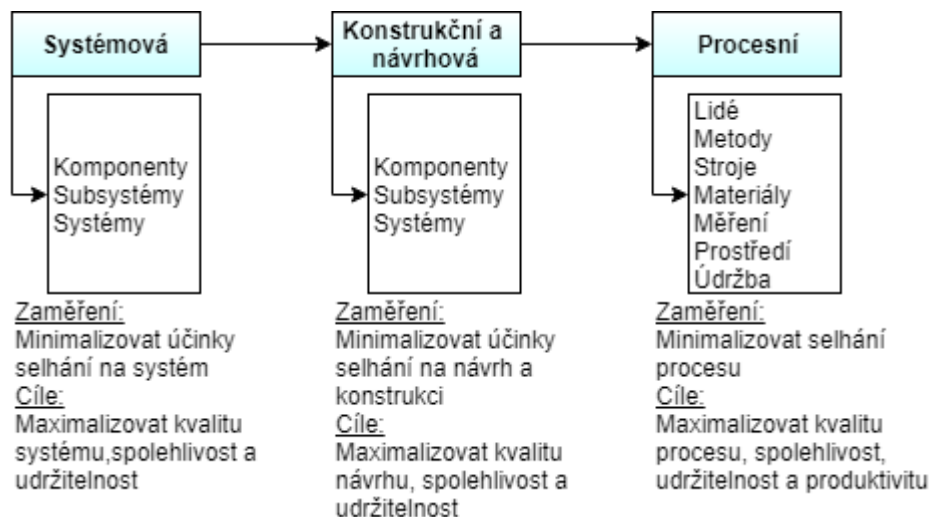 Systémová
Komponenty
Subsystémy
Systémy
Zaměření:
Minimalizovat účinky
selhání na systém
Cíle:
Maximalizovat kvalitu
systému,spolehlivost a
udržitelnost
Konstrukční a
návrhová
Komponenty
Subsystémy
Systémy
Zaměření:
Minimalizovat účinky
selhání na návrh a
konstrukci
Cíle:
Maximalizovat kvalitu
návrhu, spolehlivost a
udržitelnost
Procesní
Lidé
Metody
Stroje
Materiály
Měření
Prostředí
Údržba
Zaměření:
Minimalizovat selhání
procesu
Cíle:
Maximalizovat kvalitu
procesu, spolehlivost,
udržitelnost a produktivitu